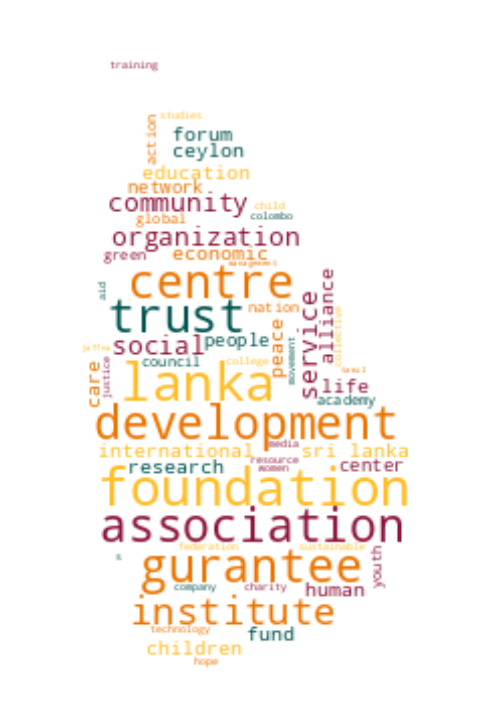 training
studies
action
forum
ceylon
education
network
community
child
global
colombo
organization
green
economic
management
centre
aid
trust
nation
service
alliance
collective
peace
movement
social
people
jaffna
justice
council
college
tamil
care
lanka
life
academy
development
media
international
sri lanka
resource
research
women
center
foundation
association
federation
sustainable
s
gurantee
youth
company
charity
human
institute
technology
fund
children
hope